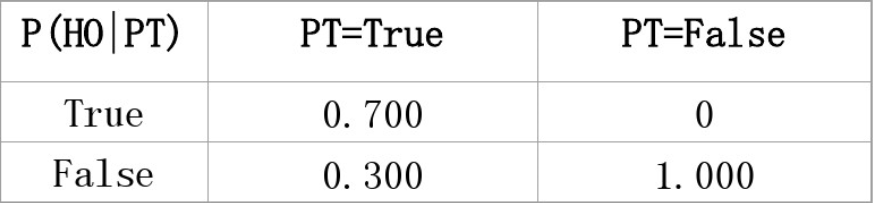 P(HO|PT) PT=True PT=False
True 0.700 0
False 0.300 1.000